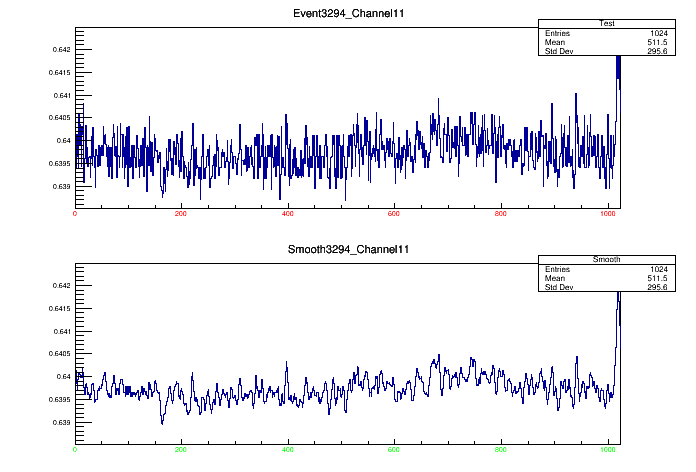 Event3294_Channel11
Test
Entries 1024
Mean 511.5
Std Dev 295.6
0.642
0.6415
0.641
0.6405
0.64
0.6395
0.639
0 200 400 600 800 1000
Smooth3294_Channel11
Smooth
Entries 1024
Mean 511.5
Std Dev 295.6
0.642
0.6415
0.641
0.6405
0.64
0.6395
0.639
0 200 400 600 800 1000